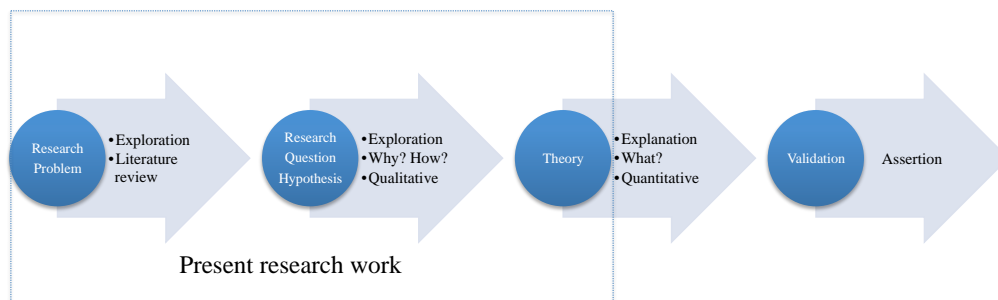 Research
Problem
•Exploration
•Literature
review
Research
Question
Hypothesis
•Exploration
•Why? How?
•Qualitative
Theory
•Explanation
•What?
•Quantitative
Validation
Assertion
Present research work